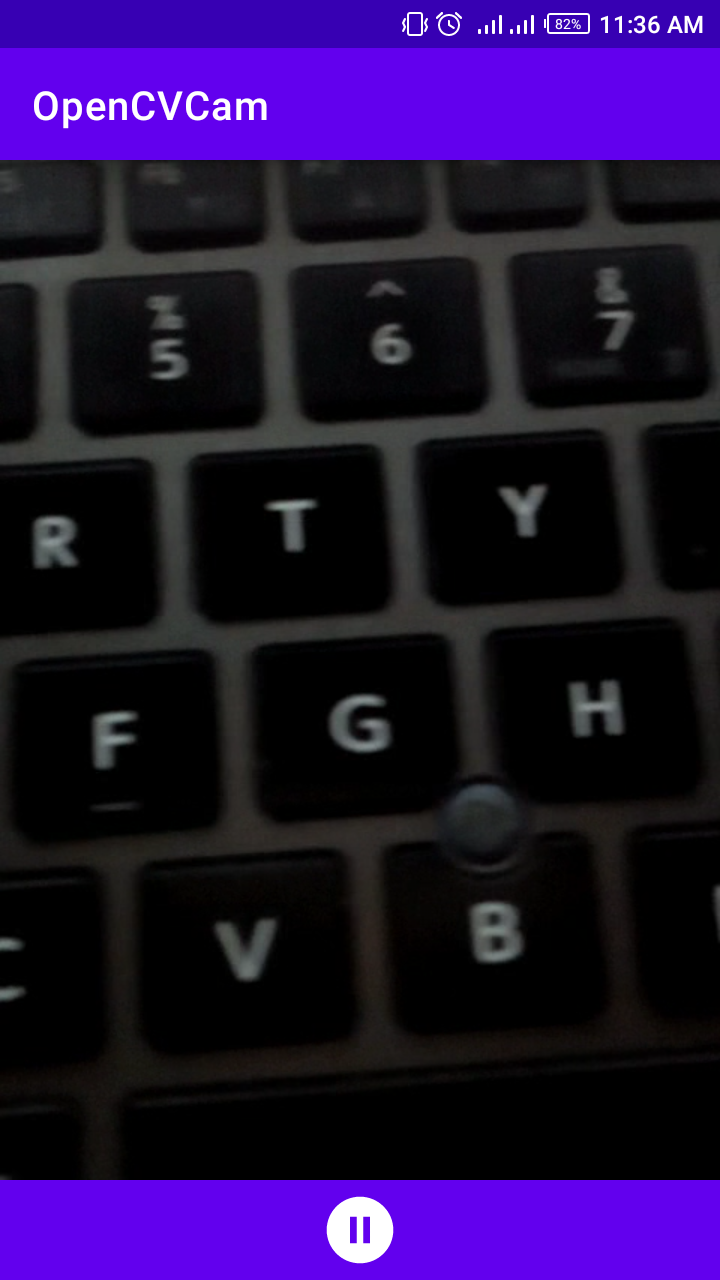 82% 11:36 AM
OpenCVCam
% ^ &
5 6 7
R T Y
F G H
C V B